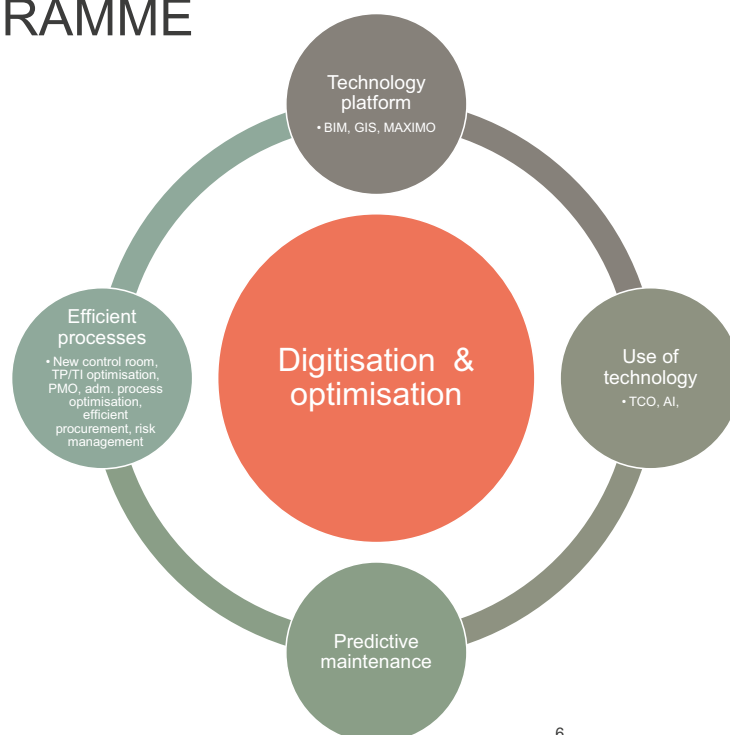 RAMME
Technology
platform
• BIM, GIS, MAXIMO
Efficient
processes
• New control room,
TP/TI optimisation,
PMO, adm. process
optimisation,
efficient
procurement, risk
management
Digitisation & 
optimisation
Use of
technology
• TCO, AI,
Predictive
maintenance
6